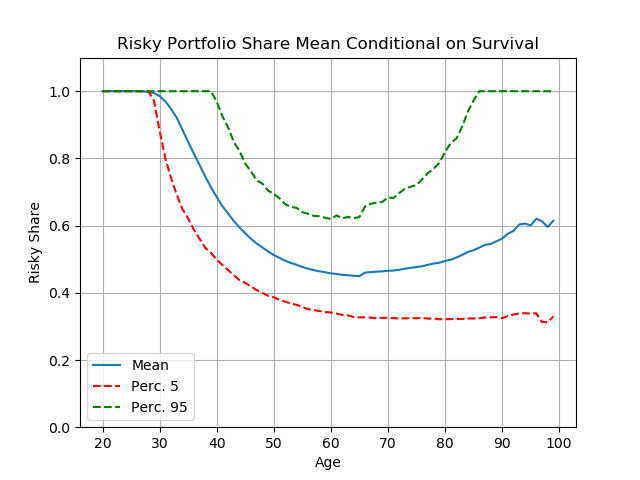 Risky Portfolio Share Mean Conditional on Survival
1.0
0.8
0.6
0.4
0.2
0.0
Risky Share
Mean
Perc. 5
Perc. 95
20 30 40 50 60 70 80 90 100
Age